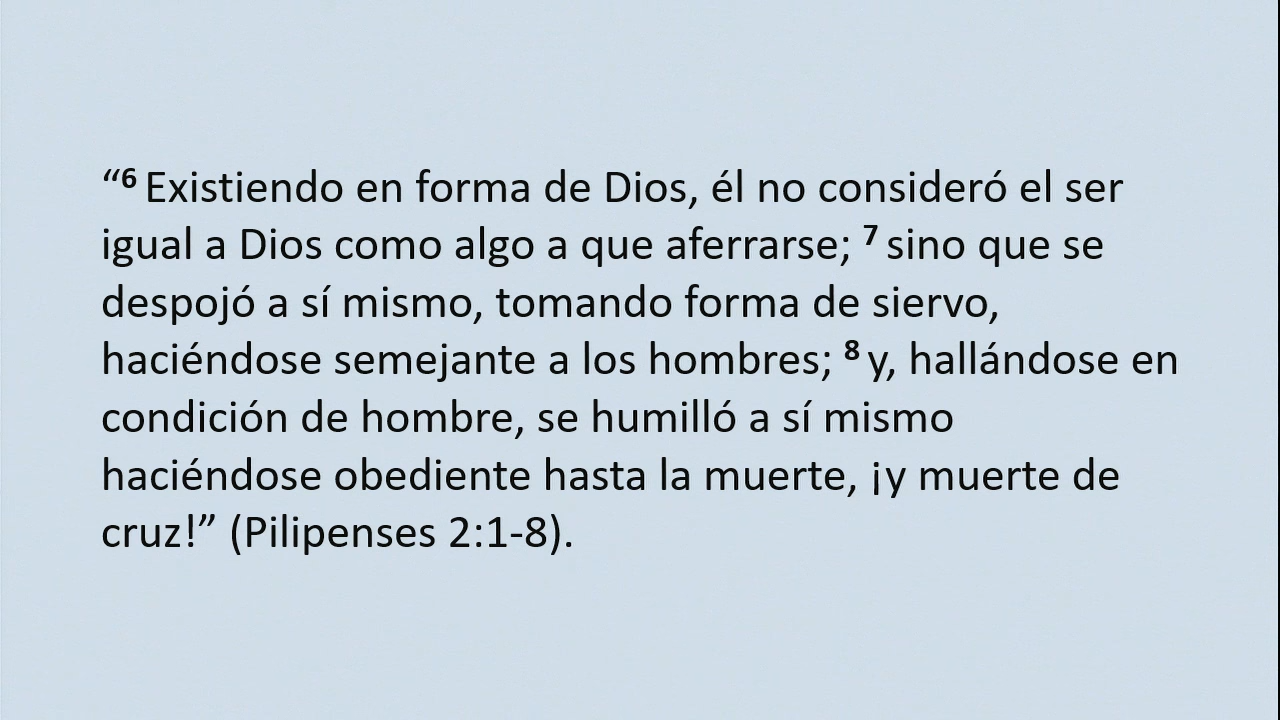 “6 Existiendo en forma de Dios, él no consideró el ser
igual a Dios como algo a que aferrarse; 7 sino que se
despojó a sí mismo, tomando forma de siervo,
haciéndose semejante a los hombres; 8 y, hallándose en
condición de hombre, se humilló a sí mismo
haciéndose obediente hasta la muerte, ¡y muerte de
cruz!” (Pilipenses 2:1-8).